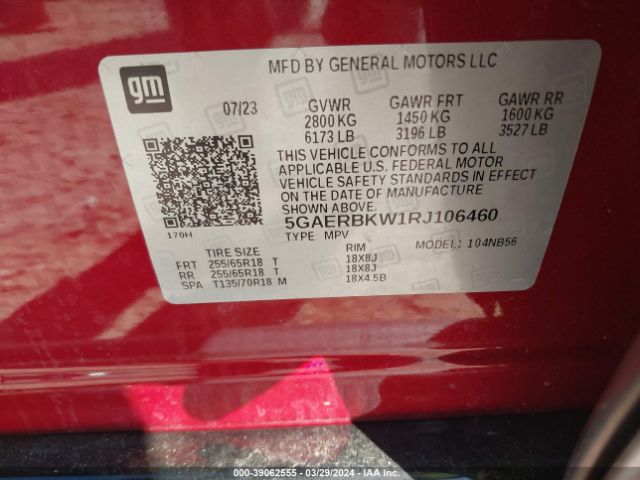 MFD BY GENERAL MOTORS LLC
gm
07/23 GVWR GAWR FRT GAWR RR
2800 KG 1450 KG 1600 KG
6173 LB 3196 LB 3527 LB
THIS VEHICLE CONFORMS TO ALL
APPLICABLE U.S. FEDERAL MOTOR
VEHICLE SAFETY STANDARDS IN EFFECT
ON THE DATE OF MANUFACTURE
SHOWN ABOVE.
5GAERBKW1RJ106460
170H
TYPE: MPV MODEL: 104NB56
TIRE SIZE RIM
FRT 255/65R18 T 18X8J
RR 255/65R18 T 18X8J
SPA T135/70R18 M 18X4.5B
000-39062555 - 03/29/2024 - IAA Inc.